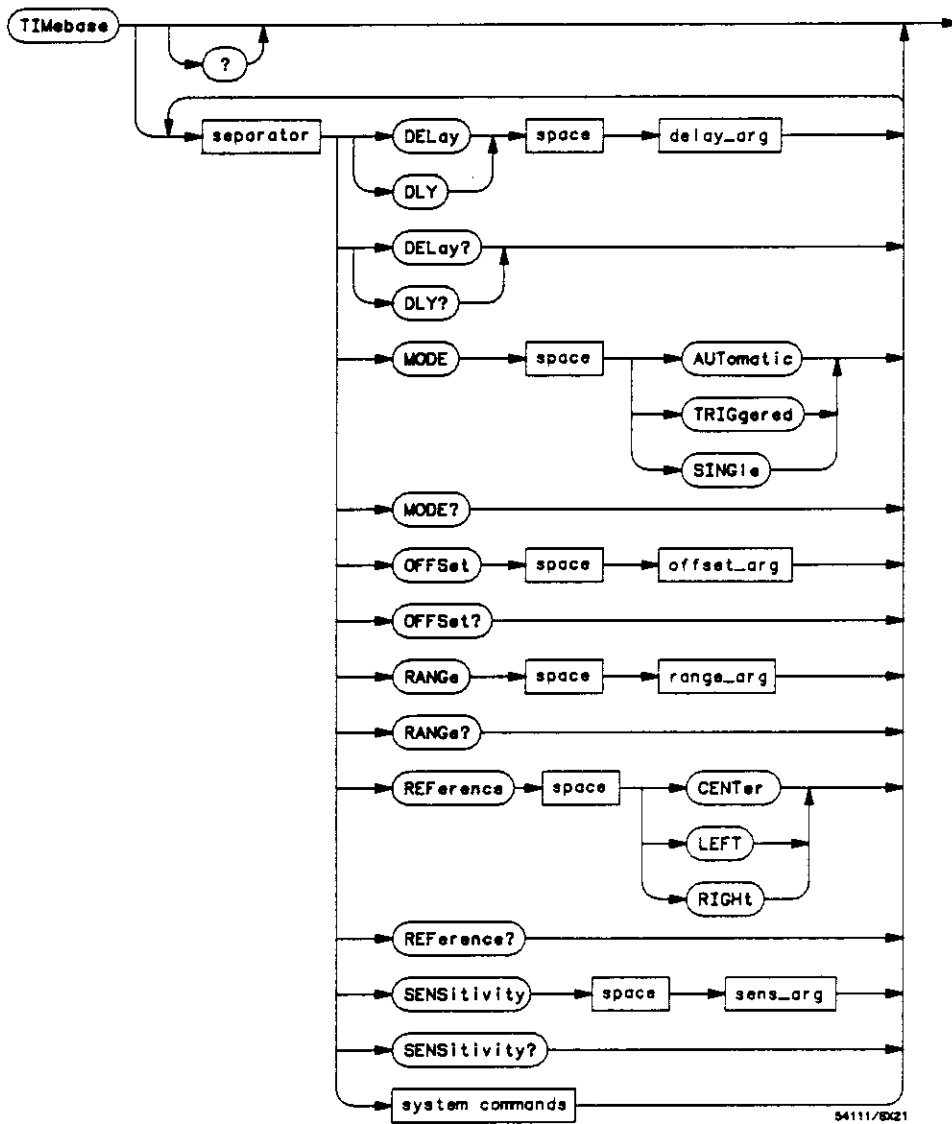 TIMebase
?
separator
DELay space delay_arg
DLY
DELay?
DLY?
MODE space AUTomatic
TRIGgered
SINGle
MODE?
OFFSet space offset_arg
OFFSet?
RANGe space range_arg
RANGe?
REFerence space CENTer
LEFT
RIGHt
REFerence?
SENSitivity space sens_arg
SENSitivity?
system commands
54111/BX21